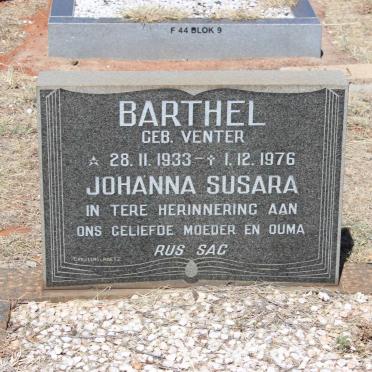 F 44 BLOK 9
BARTHEL
GEB. VENTER
☆ 28. 11. 1933 – ✝ 1. 12. 1976
JOHANNA SUSARA
IN TERE HERINNERING AAN
ONS GELIEFDE MOEDER EN OUMA
RUS SAG